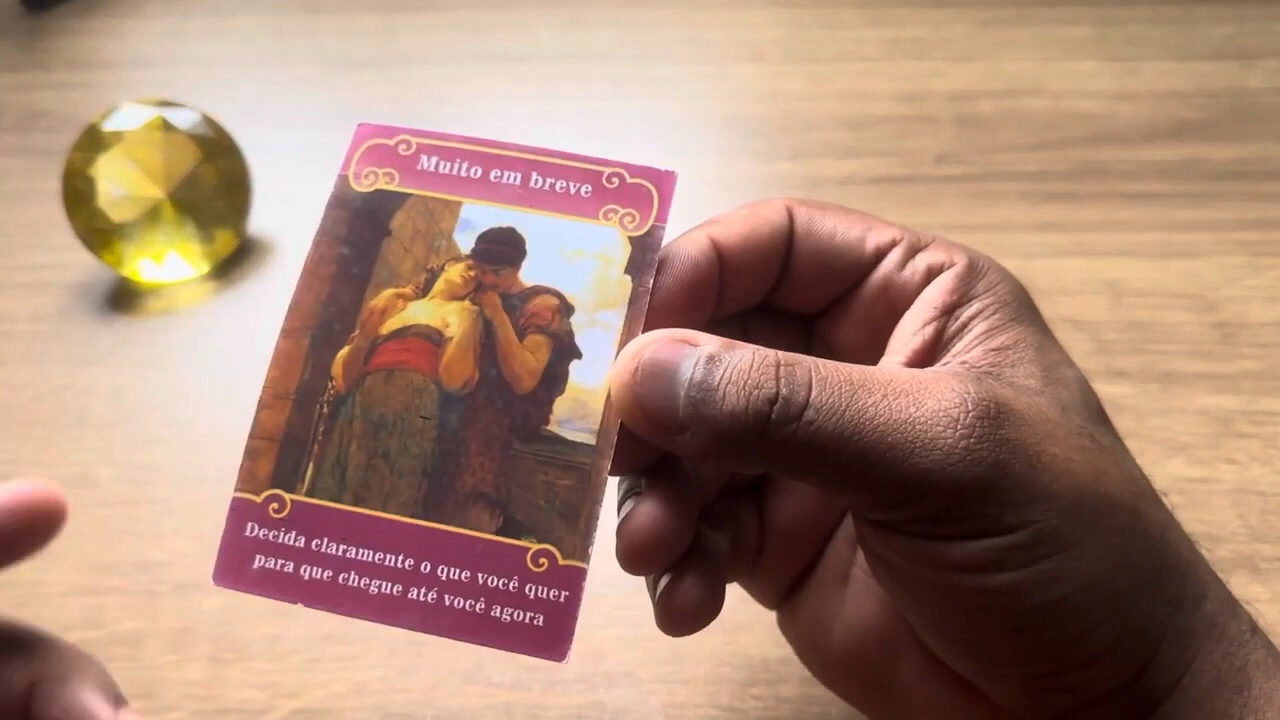 Muito em breve
Decida claramente o que você quer
para que chegue até você agora